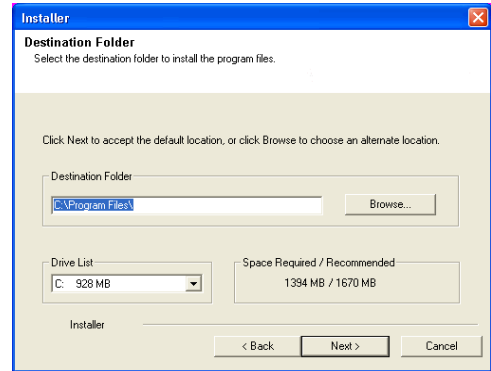 Installer
Destination Folder
Select the destination folder to install the program files.
Click Next to accept the default location, or click Browse to choose an alternate location.
Destination Folder
C:\Program Files\
Browse...
Drive List
C: 928 MB
Space Required / Recommended
1394 MB / 1670 MB
Installer
< Back
Next >
Cancel